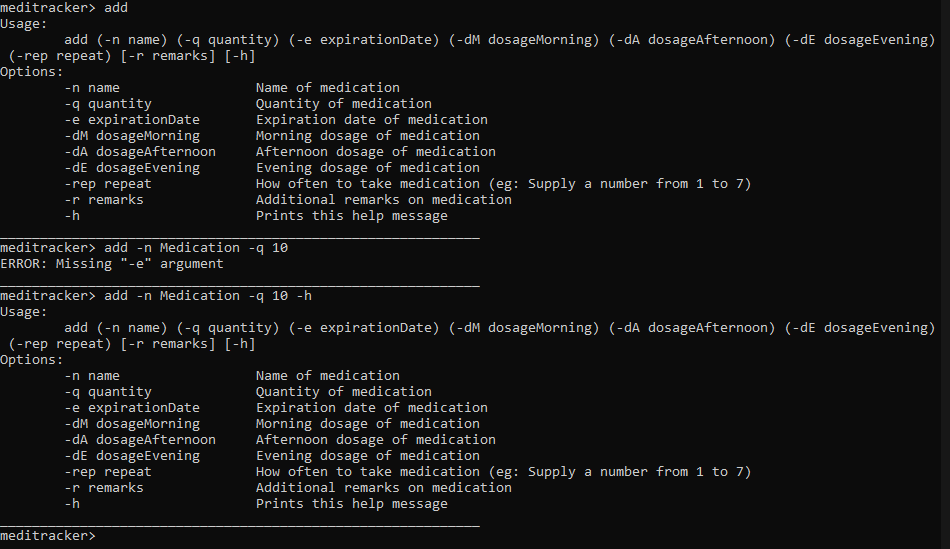 meditracker> add
Usage:
        add (-n name) (-q quantity) (-e expirationDate) (-dM dosageMorning) (-dA dosageAfternoon) (-dE dosageEvening)
 (-rep repeat) [-r remarks] [-h]
Options:
        -n name                 Name of medication
        -q quantity             Quantity of medication
        -e expirationDate       Expiration date of medication
        -dM dosageMorning       Morning dosage of medication
        -dA dosageAfternoon     Afternoon dosage of medication
        -dE dosageEvening       Evening dosage of medication
        -rep repeat             How often to take medication (eg: Supply a number from 1 to 7)
        -r remarks              Additional remarks on medication
        -h                      Prints this help message
____________________________________________________________
meditracker> add -n Medication -q 10
ERROR: Missing "-e" argument
____________________________________________________________
meditracker> add -n Medication -q 10 -h
Usage:
        add (-n name) (-q quantity) (-e expirationDate) (-dM dosageMorning) (-dA dosageAfternoon) (-dE dosageEvening)
 (-rep repeat) [-r remarks] [-h]
Options:
        -n name                 Name of medication
        -q quantity             Quantity of medication
        -e expirationDate       Expiration date of medication
        -dM dosageMorning       Morning dosage of medication
        -dA dosageAfternoon     Afternoon dosage of medication
        -dE dosageEvening       Evening dosage of medication
        -rep repeat             How often to take medication (eg: Supply a number from 1 to 7)
        -r remarks              Additional remarks on medication
        -h                      Prints this help message
____________________________________________________________
meditracker>